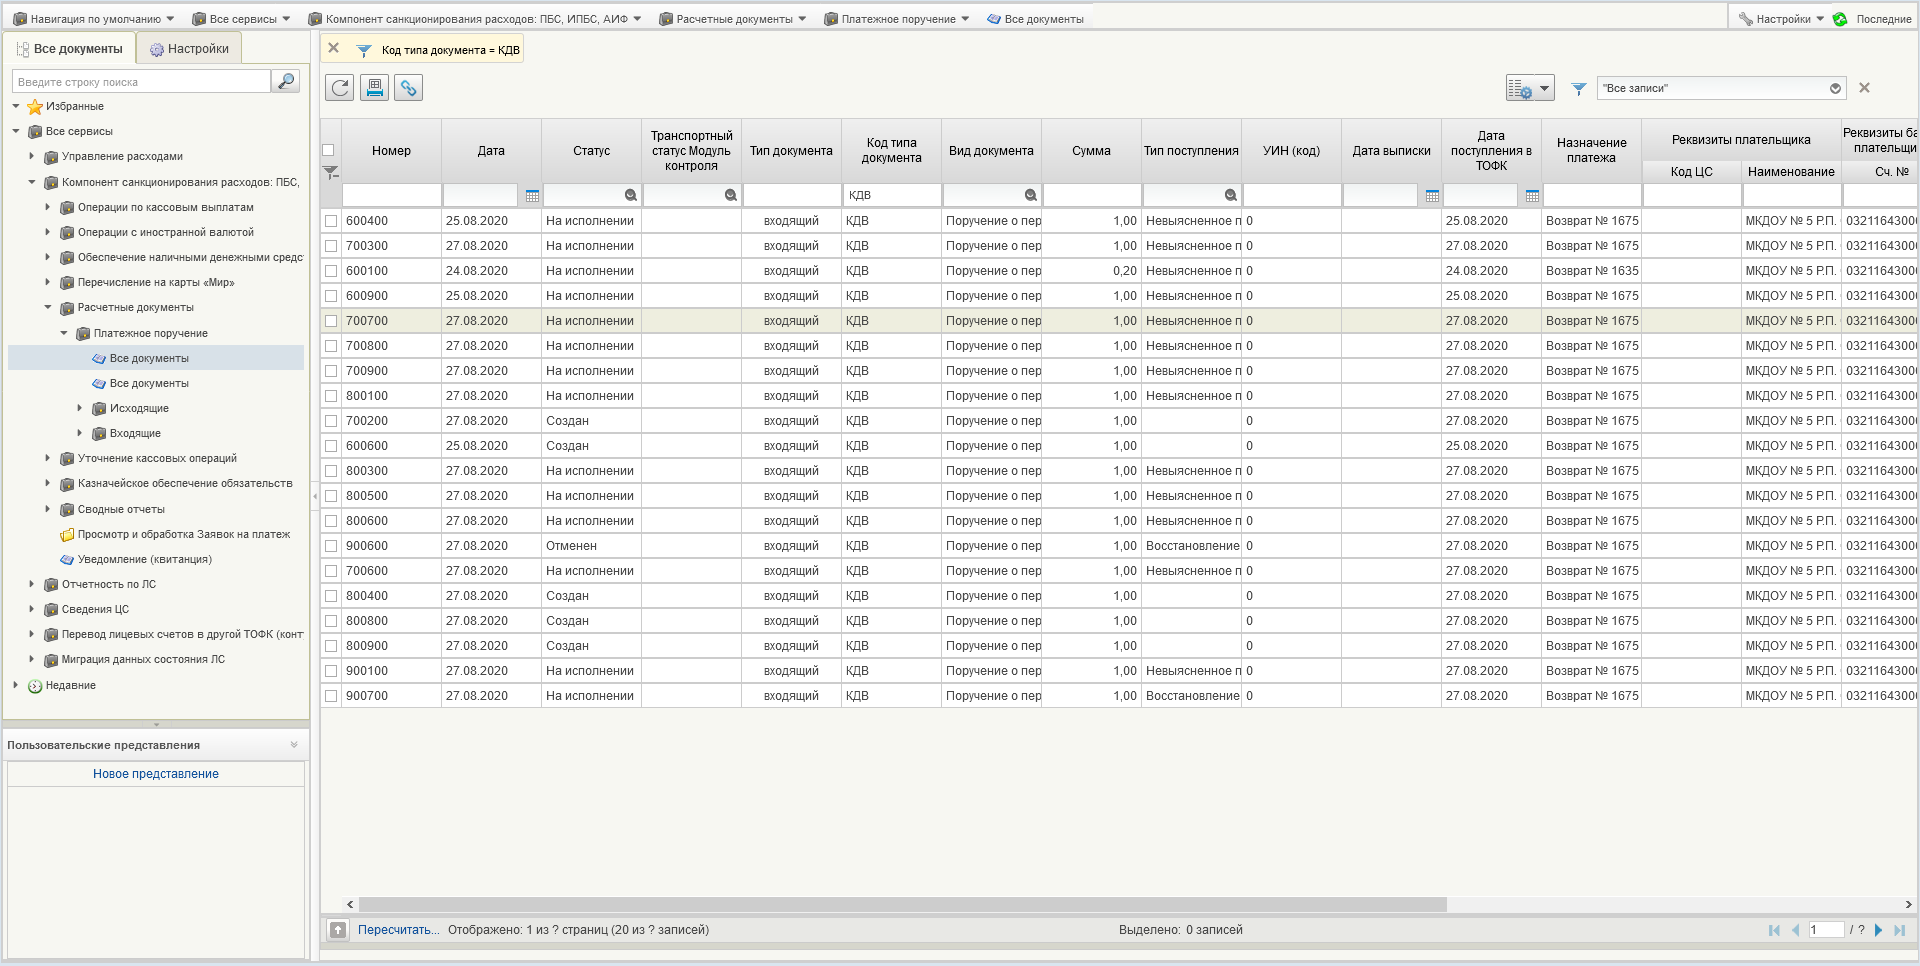 Навигация по умолчанию Все сервисы Компонент санкционирования расходов: ПБС, ИПБС, АИФ Расчетные документы Платежное поручение Все документы Настройки Последние
Все документы Настройки
Введите строку поиска
Избранные
Все сервисы
Управление расходами
Компонент санкционирования расходов: ПБС,
Операции по кассовым выплатам
Операции с иностранной валютой
Обеспечение наличными денежными средс
Перечисление на карты «Мир»
Расчетные документы
Платежное поручение
Все документы
Все документы
Исходящие
Входящие
Уточнение кассовых операций
Казначейское обеспечение обязательств
Сводные отчеты
Просмотр и обработка Заявок на платеж
Уведомление (квитанция)
Отчетность по ЛС
Сведения ЦС
Перевод лицевых счетов в другой ТОФК (конт
Миграция данных состояния ЛС
Недавние
Пользовательские представления
Новое представление
Код типа документа = КДВ
"Все записи"
Номер Дата Статус Транспортный статус Модуль контроля Тип документа Код типа документа Вид документа Сумма Тип поступления УИН (код) Дата выписки Дата поступления в ТОФК Назначение платежа Реквизиты плательщика Реквизиты ба плательщи
Код ЦС Наименование Сч. №
КДВ
600400 25.08.2020 На исполнении входящий КДВ Поручение о пер 1,00 Невыясненное п 0 25.08.2020 Возврат № 1675 МКДОУ № 5 Р.П. 0321164300
700300 27.08.2020 На исполнении входящий КДВ Поручение о пер 1,00 Невыясненное п 0 27.08.2020 Возврат № 1675 МКДОУ № 5 Р.П. 0321164300
600100 24.08.2020 На исполнении входящий КДВ Поручение о пер 0,20 Невыясненное п 0 24.08.2020 Возврат № 1635 МКДОУ № 5 Р.П. 0321164300
600900 25.08.2020 На исполнении входящий КДВ Поручение о пер 1,00 Невыясненное п 0 25.08.2020 Возврат № 1675 МКДОУ № 5 Р.П. 0321164300
700700 27.08.2020 На исполнении входящий КДВ Поручение о пер 1,00 Невыясненное п 0 27.08.2020 Возврат № 1675 МКДОУ № 5 Р.П. 0321164300
700800 27.08.2020 На исполнении входящий КДВ Поручение о пер 1,00 Невыясненное п 0 27.08.2020 Возврат № 1675 МКДОУ № 5 Р.П. 0321164300
700900 27.08.2020 На исполнении входящий КДВ Поручение о пер 1,00 Невыясненное п 0 27.08.2020 Возврат № 1675 МКДОУ № 5 Р.П. 0321164300
800100 27.08.2020 На исполнении входящий КДВ Поручение о пер 1,00 Невыясненное п 0 27.08.2020 Возврат № 1675 МКДОУ № 5 Р.П. 0321164300
700200 27.08.2020 Создан входящий КДВ Поручение о пер 1,00 0 27.08.2020 Возврат № 1675 МКДОУ № 5 Р.П. 0321164300
600600 25.08.2020 Создан входящий КДВ Поручение о пер 1,00 0 25.08.2020 Возврат № 1675 МКДОУ № 5 Р.П. 0321164300
800300 27.08.2020 На исполнении входящий КДВ Поручение о пер 1,00 Невыясненное п 0 27.08.2020 Возврат № 1675 МКДОУ № 5 Р.П. 0321164300
800500 27.08.2020 На исполнении входящий КДВ Поручение о пер 1,00 Невыясненное п 0 27.08.2020 Возврат № 1675 МКДОУ № 5 Р.П. 0321164300
800600 27.08.2020 На исполнении входящий КДВ Поручение о пер 1,00 Невыясненное п 0 27.08.2020 Возврат № 1675 МКДОУ № 5 Р.П. 0321164300
900600 27.08.2020 Отменен входящий КДВ Поручение о пер 1,00 Восстановление 0 27.08.2020 Возврат № 1675 МКДОУ № 5 Р.П. 0321164300
700600 27.08.2020 На исполнении входящий КДВ Поручение о пер 1,00 Невыясненное п 0 27.08.2020 Возврат № 1675 МКДОУ № 5 Р.П. 0321164300
800400 27.08.2020 Создан входящий КДВ Поручение о пер 1,00 0 27.08.2020 Возврат № 1675 МКДОУ № 5 Р.П. 0321164300
800800 27.08.2020 Создан входящий КДВ Поручение о пер 1,00 0 27.08.2020 Возврат № 1675 МКДОУ № 5 Р.П. 0321164300
800900 27.08.2020 Создан входящий КДВ Поручение о пер 1,00 0 27.08.2020 Возврат № 1675 МКДОУ № 5 Р.П. 0321164300
900100 27.08.2020 На исполнении входящий КДВ Поручение о пер 1,00 Невыясненное п 0 27.08.2020 Возврат № 1675 МКДОУ № 5 Р.П. 0321164300
900700 27.08.2020 На исполнении входящий КДВ Поручение о пер 1,00 Восстановление 0 27.08.2020 Возврат № 1675 МКДОУ № 5 Р.П. 0321164300
Пересчитать... Отображено: 1 из ? страниц (20 из ? записей) Выделено: 0 записей 1 / ?